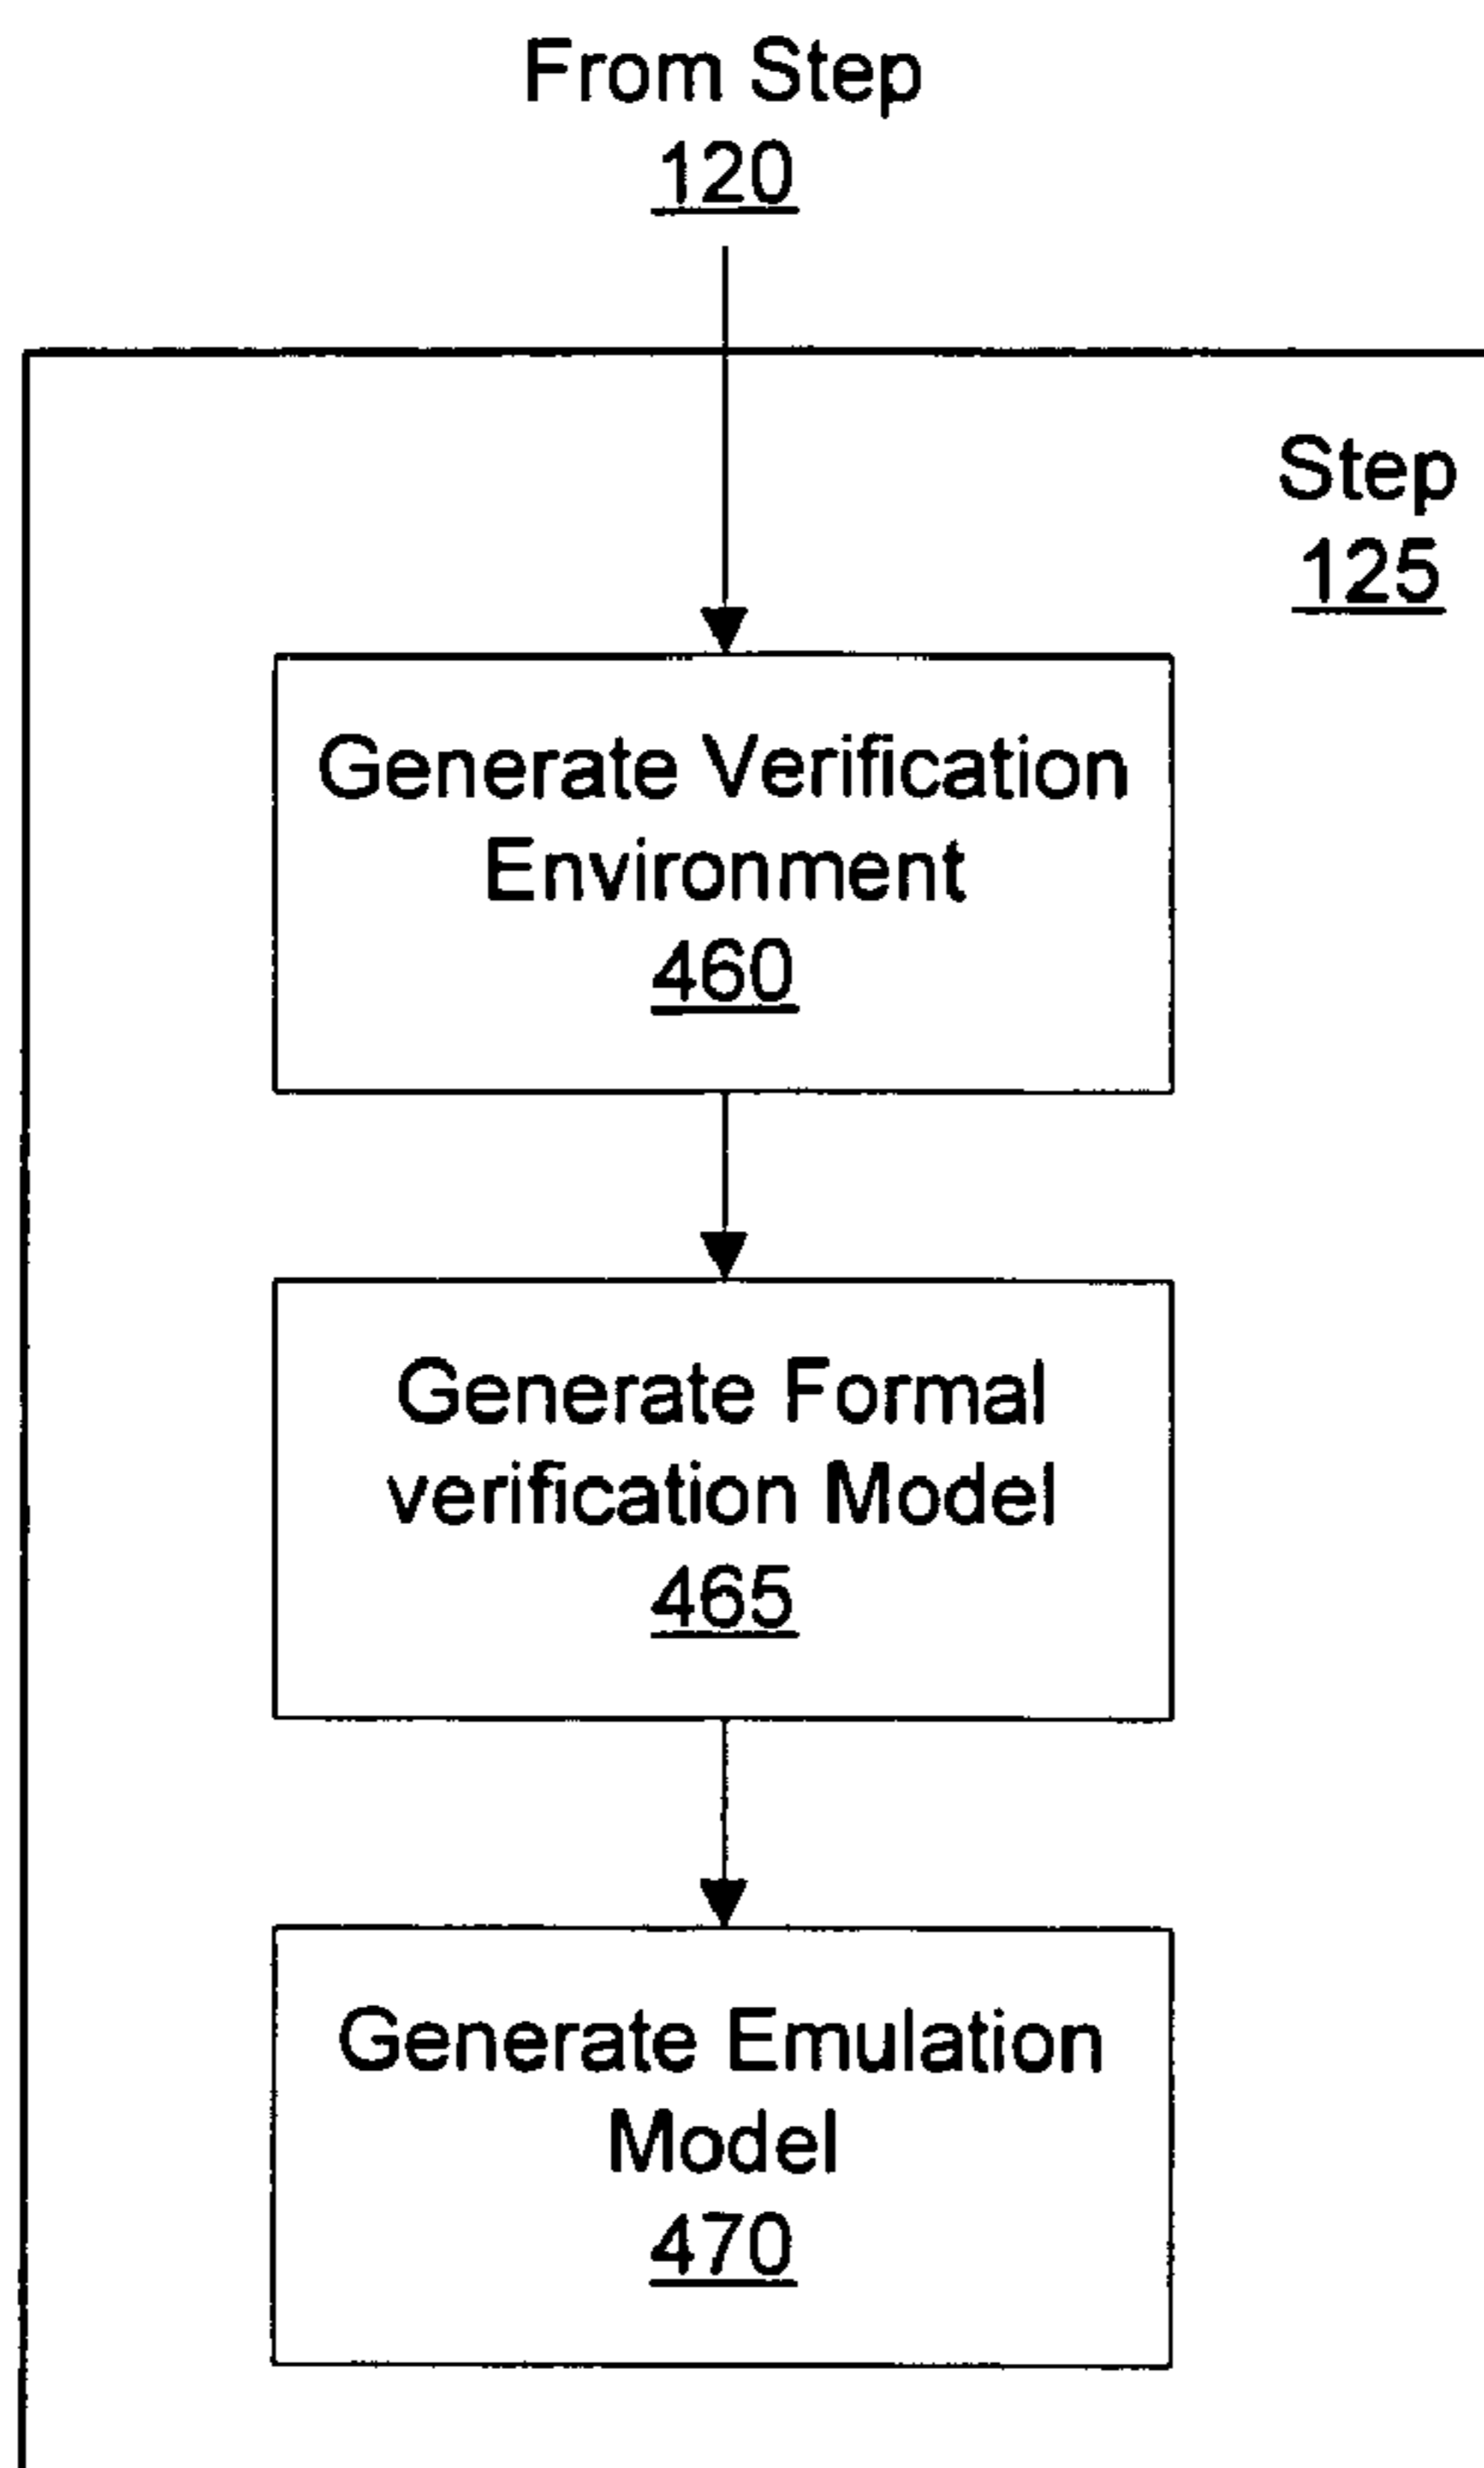 From Step
120
Step
125
Generate Verification
Environment
460
Generate Formal
verification Model
465
Generate Emulation
Model
470